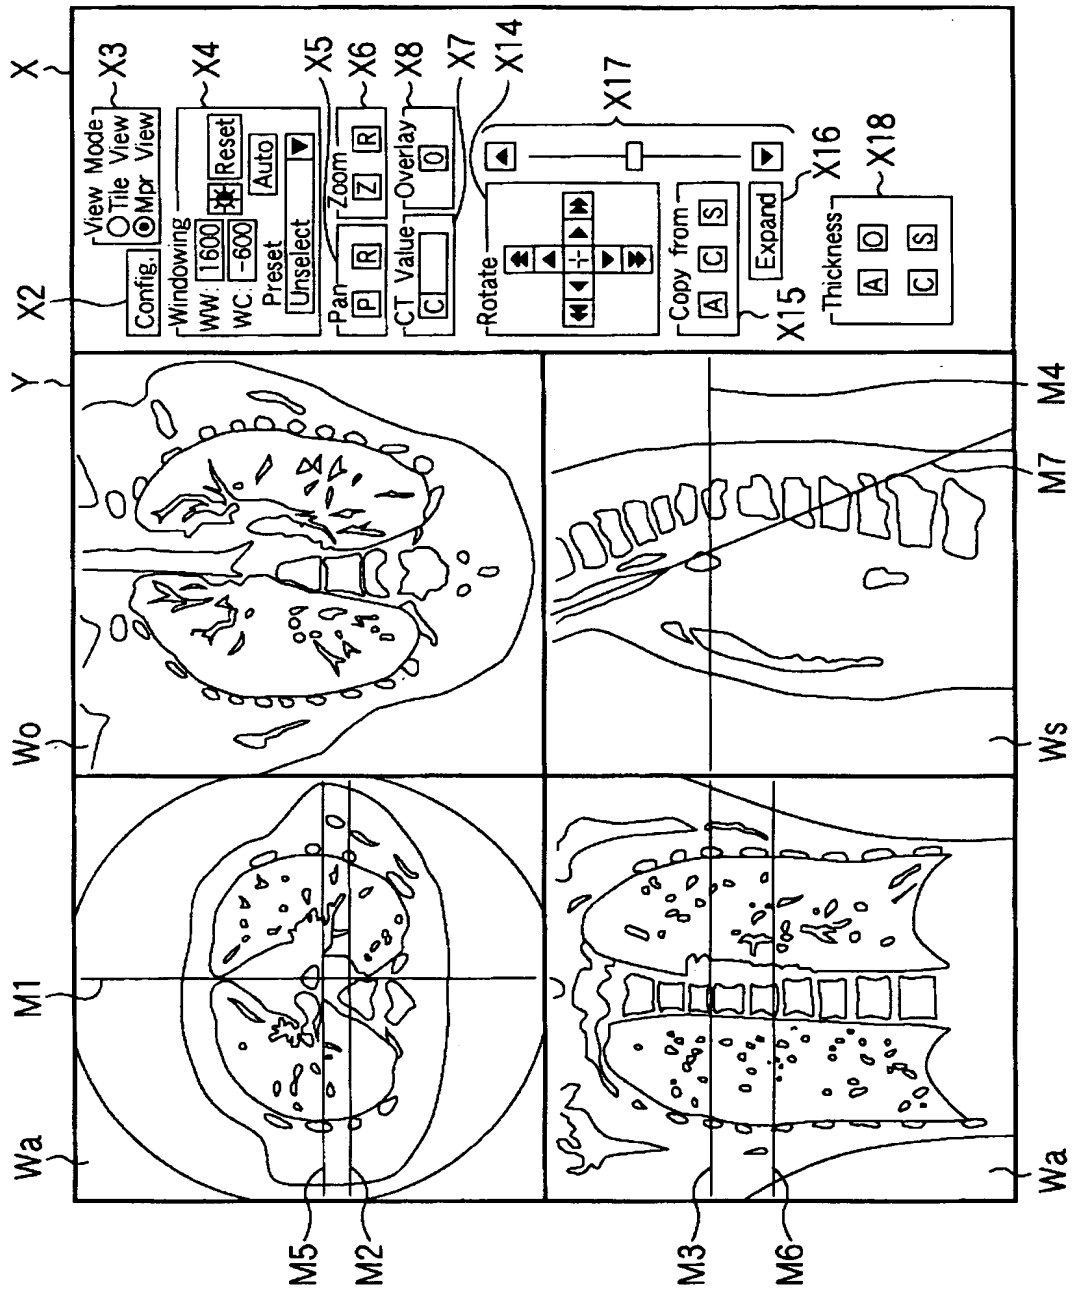 Wa
M1
Wo
Y
X
X2
Config.
View Mode
Tile View
Mpr View
X3
Windowing
WW: 1600
WC: -600
Reset
Auto
Preset
Unselect
X4
X5
Pan
P R
Zoom
Z R
X6
CT Value
C
Overlay
O
X8
X7
X14
Rotate
X17
Copy from
A C S
X15
Expand
X16
Thickness
A O
C S
X18
M5
M2
M3
M6
Wa
Ws
M7
M4